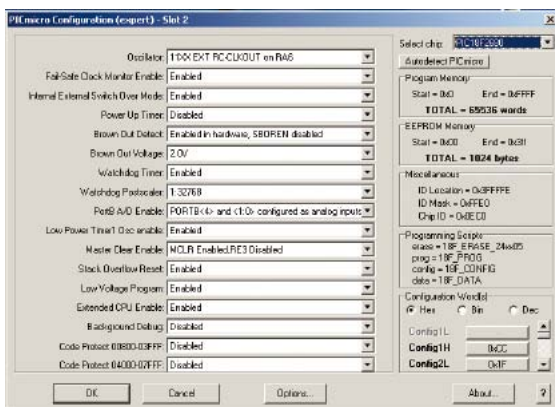 PICmicro Configuration (expert) - Slot 2
Oscillator: 11XX EXT RC-CLKOUT on RA6
Fail-Safe Clock Monitor Enable: Enabled
Internal External Switch Over Mode: Enabled
Power Up Timer: Disabled
Brown Out Detect: Enabled in hardware, SBOREN disabled
Brown Out Voltage: 2.0V
Watchdog Timer: Enabled
Watchdog Postscaler: 1:32768
PortB A/D Enable: PORTB<4> and <1:0> configured as analog inputs
Low Power Timer1 Osc enable: Enabled
Master Clear Enable: MCLR Enabled,RE3 Disabled
Stack Overflow Reset: Enabled
Low Voltage Program: Enabled
Extended CPU Enable: Enabled
Background Debug: Disabled
Code Protect 00800-03FFF: Disabled
Code Protect 04000-07FFF: Disabled
OK Cancel Options...
Select chip:
Autodetect PICmicro
Program Memory
Start = 0x0 End = 0xFFFF
TOTAL = 65536 words
EEPROM Memory
Start = 0x00 End = 0x3ff
TOTAL = 1024 bytes
Miscellaneous
ID Location = 0x3FFFFE
ID Mask = 0xFFE0
Chip ID = 0x0EC0
Programming Scripts
erase = 18F_ERASE_24xx05
prog = 18F_PROG
config = 18F_CONFIG
data = 18F_DATA
Configuration Word(s)
Hex Bin Dec
Config1L
Config1H 0xCC
Config2L 0x1F
About... ?